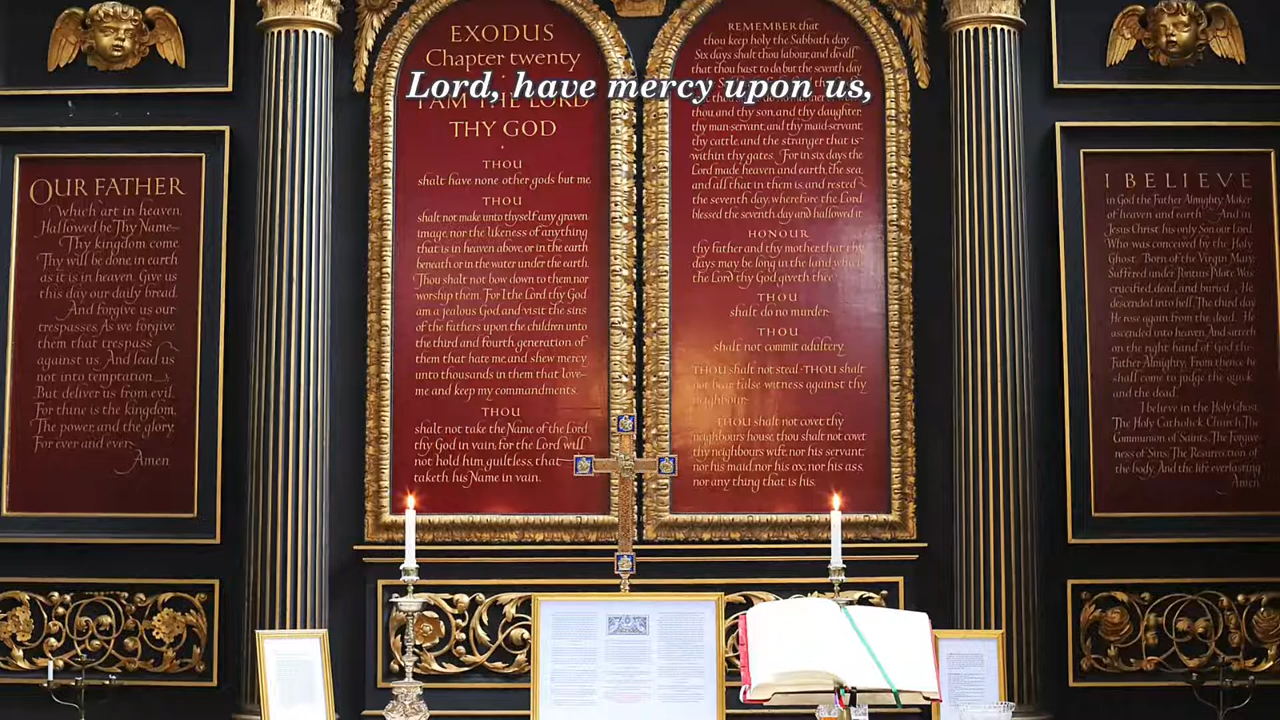 Lord, have mercy upon us,
OUR FATHER
Which art in heaven,
Hallowed be Thy Name
Thy kingdom come
Thy will be done, in earth
as it is in heaven. Give us
this day our daily bread.
And forgive us our
trespasses, As we forgive
them that trespass
against us. And lead us
not into temptation,
But deliver us from evil.
For thine is the kingdom,
The power, and the glory,
For ever and ever.
Amen
EXODUS
Chapter twenty
I AM THE LORD
THY GOD
THOU
shalt have none other gods but me
THOU
shalt not make unto thyself any graven
image, nor the likeness of anything
that is in heaven above, or in the earth
beneath or in the water under the earth.
Thou shalt not bow down to them, nor
worship them. For I the Lord thy God
am a jealous God, and visit the sins
of the fathers upon the children unto
the third and fourth generation of
them that hate me, and shew mercy
unto thousands in them that love
me and keep my commandments.
THOU
shalt not take the Name of the Lord
thy God in vain; for the Lord will
not hold him guiltless, that
taketh his Name in vain.
REMEMBER that
thou keep holy the Sabbath day.
Six days shalt thou labour, and do all
that thou hast to do; but the seventh day
thou, and thy son, and thy daughter,
thy man-servant, and thy maid-servant,
thy cattle, and the stranger that is
within thy gates. For in six days the
Lord made heaven and earth, the sea,
and all that in them is, and rested
the seventh day, wherefore the Lord
blessed the seventh day and hallowed it
HONOUR
thy father and thy mother, that thy
days may be long in the land which
the Lord thy God giveth thee
THOU
shalt do no murder
THOU
shalt not commit adultery
THOU shalt not steal · THOU shalt
not bear false witness against thy
neighbour
THOU shalt not covet thy
neighbours house, thou shalt not covet
thy neighbours wife, nor his servant,
nor his maid, nor his ox, nor his ass,
nor any thing that is his.
I BELIEVE
in God the Father Almighty, Maker
of heaven and earth And in
Jesus Christ his only Son our Lord
Who was conceived by the Holy
Ghost, Born of the Virgin Mary,
Suffered under Pontius Pilate, Was
crucified, dead, and buried, He
descended into hell, The third day
He rose again from the dead. He
ascended into heaven, And sitteth
on the right hand of God the
Father Almighty; From thence he
shall come to judge the quick
and the dead.
I believe in the Holy Ghost,
The Holy Catholick Church, The
Communion of Saints, The Forgive
ness of Sins, The Resurrection of
the body, And the life everlasting
Amen